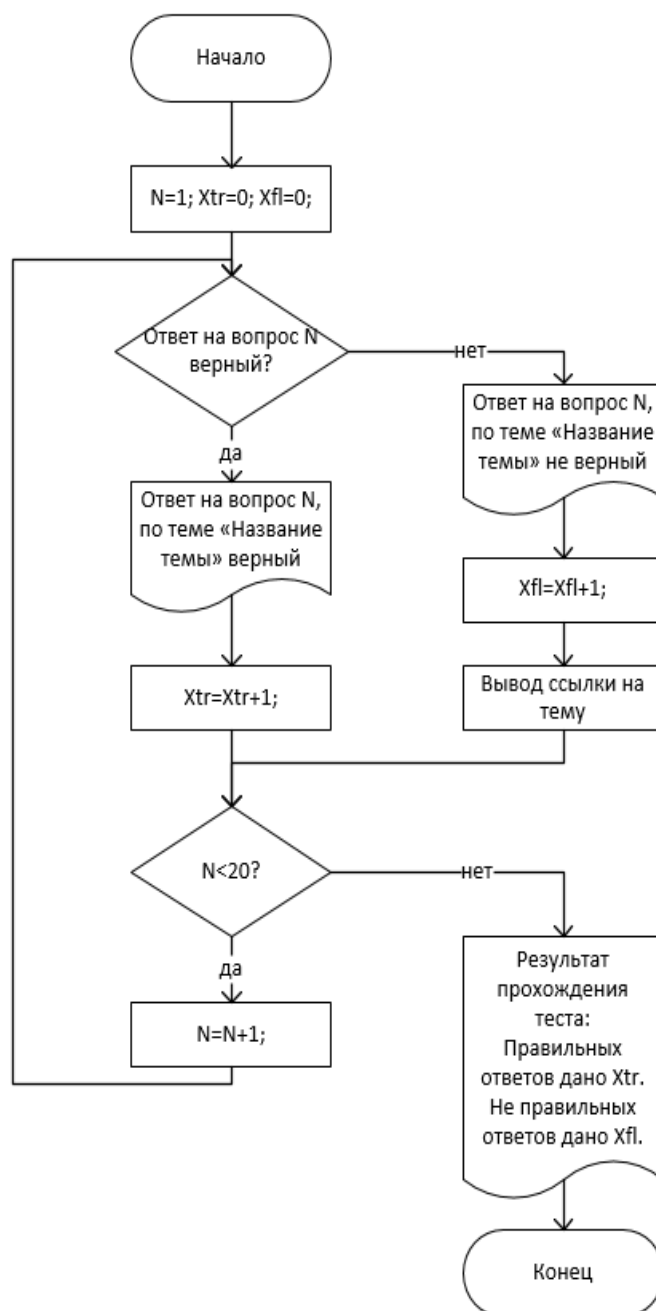 Начало
N=1; Xtr=0; Xfl=0;
Ответ на вопрос N
верный?
нет
Ответ на вопрос N,
по теме «Название
темы» не верный
да
Ответ на вопрос N,
по теме «Название
темы» верный
Xfl=Xfl+1;
Xtr=Xtr+1;
Вывод ссылки на
тему
N<20?
нет
да
Результат
прохождения
теста:
Правильных
ответов дано Xtr.
Не правильных
ответов дано Xfl.
N=N+1;
Конец